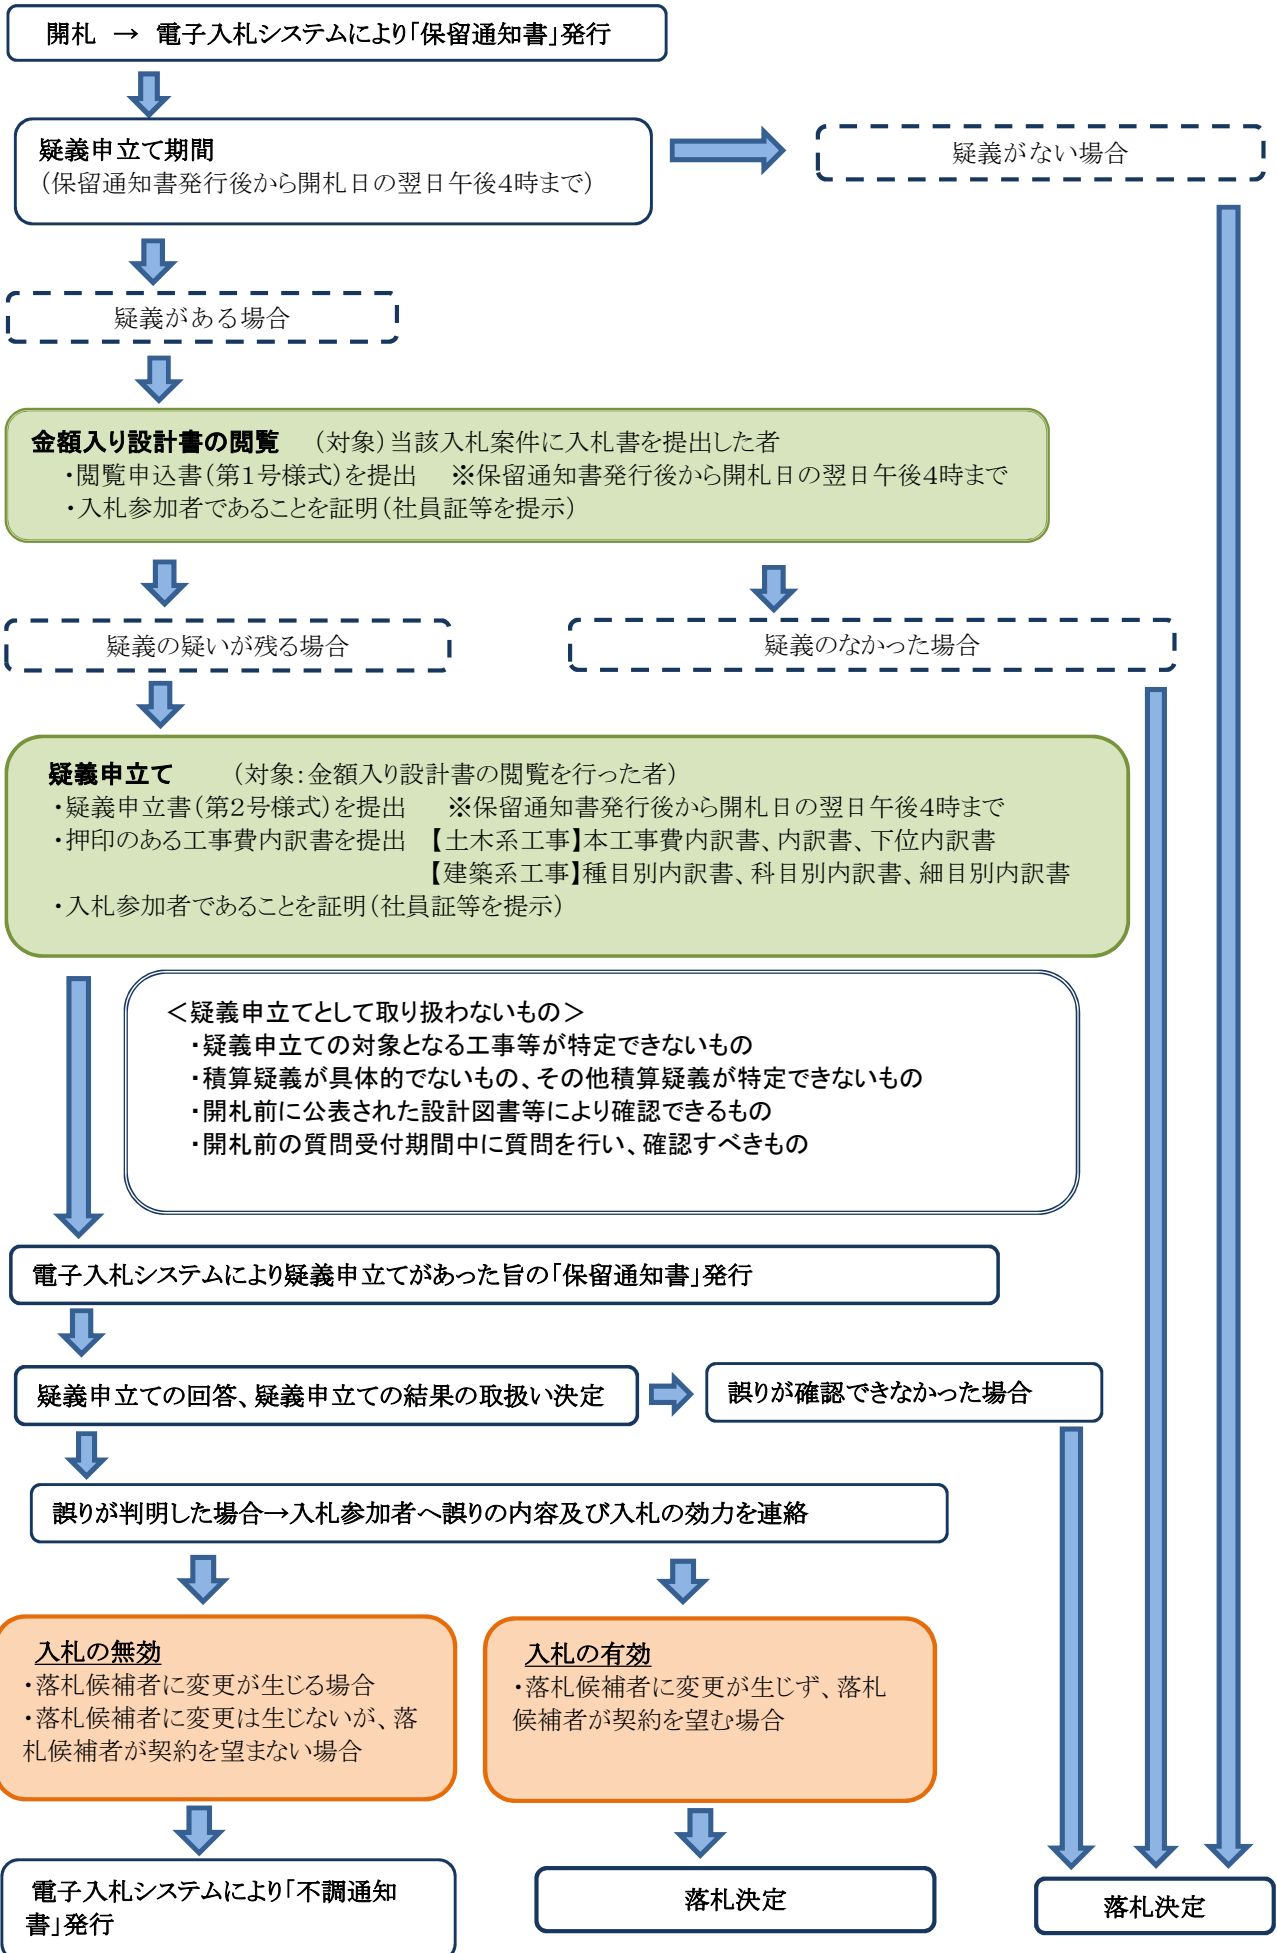 開札 → 電子入札システムにより「保留通知書」発行
疑義申立て期間
（保留通知書発行後から開札日の翌日午後4時まで）
疑義がない場合
疑義がある場合
金額入り設計書の閲覧 （対象）当該入札案件に入札書を提出した者
・閲覧申込書（第1号様式）を提出 ※保留通知書発行後から開札日の翌日午後4時まで
・入札参加者であることを証明（社員証等を提示）
疑義の疑いが残る場合
疑義のなかった場合
疑義申立て （対象：金額入り設計書の閲覧を行った者）
・疑義申立書（第2号様式）を提出 ※保留通知書発行後から開札日の翌日午後4時まで
・押印のある工事費内訳書を提出 【土木系工事】本工事費内訳書、内訳書、下位内訳書
【建築系工事】種目別内訳書、科目別内訳書、細目別内訳書
・入札参加者であることを証明（社員証等を提示）
＜疑義申立てとして取り扱わないもの＞
・疑義申立ての対象となる工事等が特定できないもの
・積算疑義が具体的でないもの、その他積算疑義が特定できないもの
・開札前に公表された設計図書等により確認できるもの
・開札前の質問受付期間中に質問を行い、確認すべきもの
電子入札システムにより疑義申立てがあった旨の「保留通知書」発行
疑義申立ての回答、疑義申立ての結果の取扱い決定
誤りが確認できなかった場合
誤りが判明した場合→入札参加者へ誤りの内容及び入札の効力を連絡
入札の無効
・落札候補者に変更が生じる場合
・落札候補者に変更は生じないが、落
札候補者が契約を望まない場合
入札の有効
・落札候補者に変更が生じず、落札
候補者が契約を望む場合
電子入札システムにより「不調通知
書」発行
落札決定
落札決定